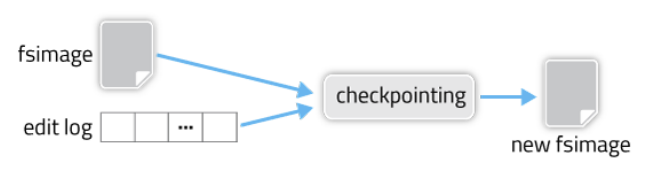 fsimage
edit log
...
checkpointing
new fsimage